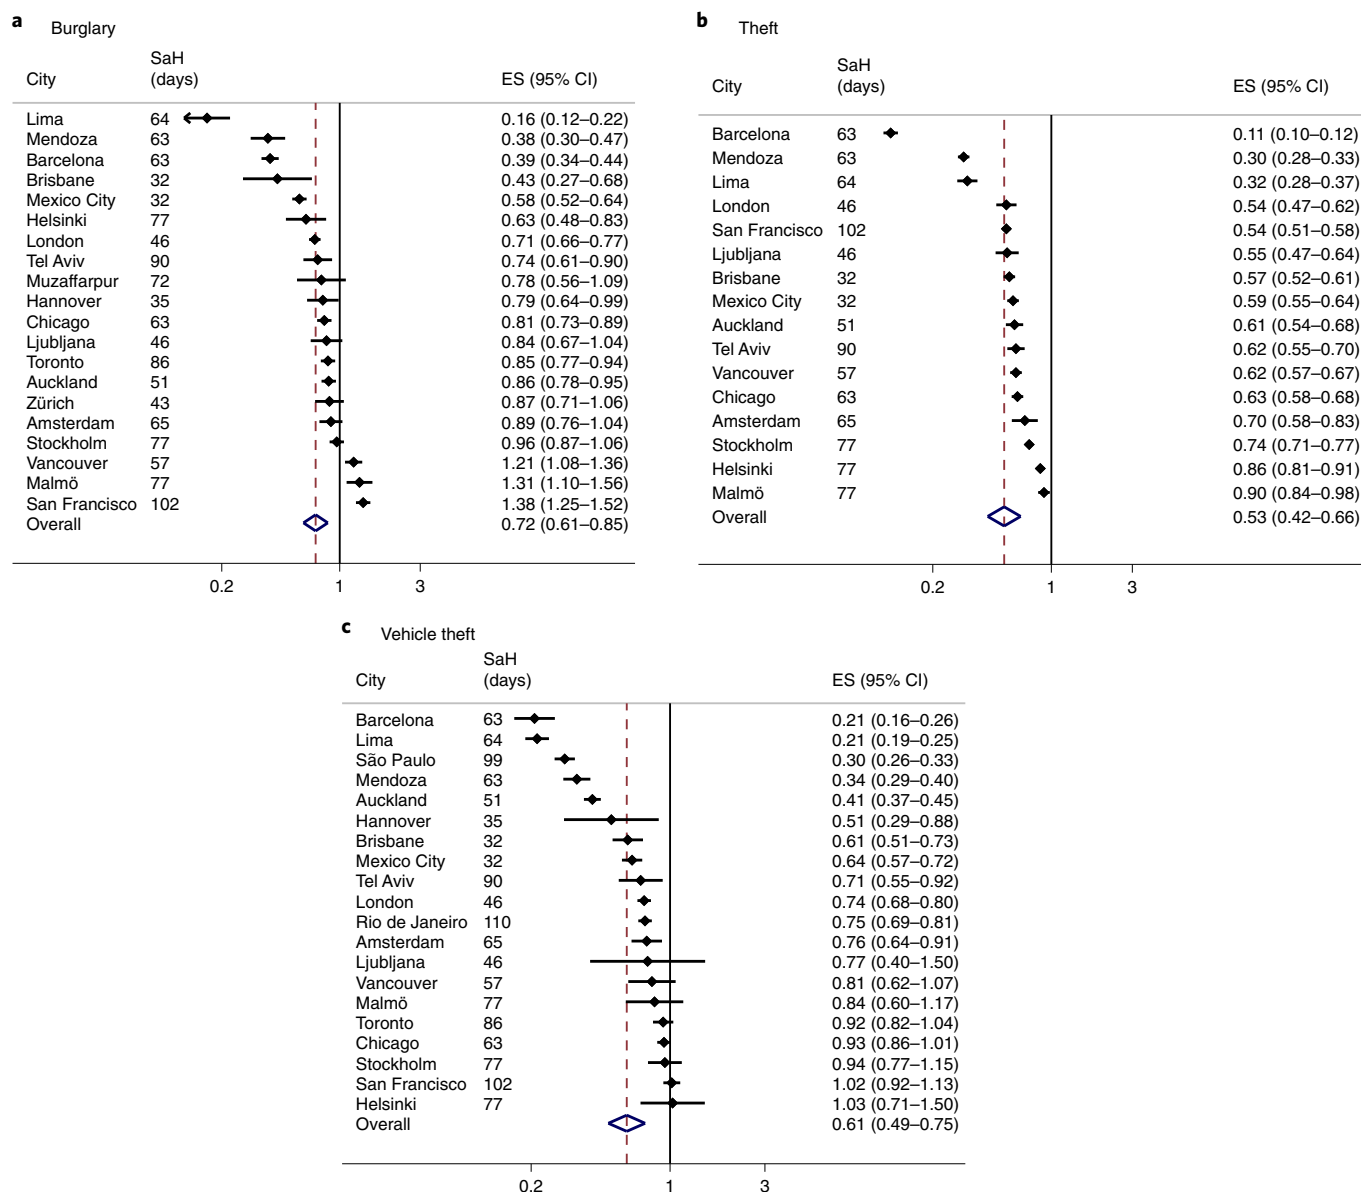 a Burglary
City SaH (days) ES (95% CI)
Lima 64 0.16 (0.12–0.22)
Mendoza 63 0.38 (0.30–0.47)
Barcelona 63 0.39 (0.34–0.44)
Brisbane 32 0.43 (0.27–0.68)
Mexico City 32 0.58 (0.52–0.64)
Helsinki 77 0.63 (0.48–0.83)
London 46 0.71 (0.66–0.77)
Tel Aviv 90 0.74 (0.61–0.90)
Muzaffarpur 72 0.78 (0.56–1.09)
Hannover 35 0.79 (0.64–0.99)
Chicago 63 0.81 (0.73–0.89)
Ljubljana 46 0.84 (0.67–1.04)
Toronto 86 0.85 (0.77–0.94)
Auckland 51 0.86 (0.78–0.95)
Zürich 43 0.87 (0.71–1.06)
Amsterdam 65 0.89 (0.76–1.04)
Stockholm 77 0.96 (0.87–1.06)
Vancouver 57 1.21 (1.08–1.36)
Malmö 77 1.31 (1.10–1.56)
San Francisco 102 1.38 (1.25–1.52)
Overall 0.72 (0.61–0.85)
0.2 1 3
b Theft
City SaH (days) ES (95% CI)
Barcelona 63 0.11 (0.10–0.12)
Mendoza 63 0.30 (0.28–0.33)
Lima 64 0.32 (0.28–0.37)
London 46 0.54 (0.47–0.62)
San Francisco 102 0.54 (0.51–0.58)
Ljubljana 46 0.55 (0.47–0.64)
Brisbane 32 0.57 (0.52–0.61)
Mexico City 32 0.59 (0.55–0.64)
Auckland 51 0.61 (0.54–0.68)
Tel Aviv 90 0.62 (0.55–0.70)
Vancouver 57 0.62 (0.57–0.67)
Chicago 63 0.63 (0.58–0.68)
Amsterdam 65 0.70 (0.58–0.83)
Stockholm 77 0.74 (0.71–0.77)
Helsinki 77 0.86 (0.81–0.91)
Malmö 77 0.90 (0.84–0.98)
Overall 0.53 (0.42–0.66)
0.2 1 3
c Vehicle theft
City SaH (days) ES (95% CI)
Barcelona 63 0.21 (0.16–0.26)
Lima 64 0.21 (0.19–0.25)
São Paulo 99 0.30 (0.26–0.33)
Mendoza 63 0.34 (0.29–0.40)
Auckland 51 0.41 (0.37–0.45)
Hannover 35 0.51 (0.29–0.88)
Brisbane 32 0.61 (0.51–0.73)
Mexico City 32 0.64 (0.57–0.72)
Tel Aviv 90 0.71 (0.55–0.92)
London 46 0.74 (0.68–0.80)
Rio de Janeiro 110 0.75 (0.69–0.81)
Amsterdam 65 0.76 (0.64–0.91)
Ljubljana 46 0.77 (0.40–1.50)
Vancouver 57 0.81 (0.62–1.07)
Malmö 77 0.84 (0.60–1.17)
Toronto 86 0.92 (0.82–1.04)
Chicago 63 0.93 (0.86–1.01)
Stockholm 77 0.94 (0.77–1.15)
San Francisco 102 1.02 (0.92–1.13)
Helsinki 77 1.03 (0.71–1.50)
Overall 0.61 (0.49–0.75)
0.2 1 3